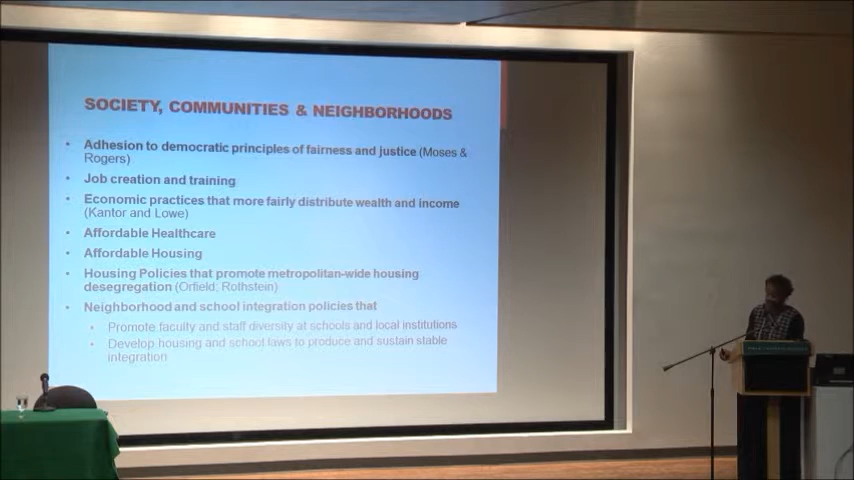 SOCIETY, COMMUNITIES & NEIGHBORHOODS
• Adhesion to democratic principles of fairness and justice (Moses &
Rogers)
• Job creation and training
• Economic practices that more fairly distribute wealth and income
(Kantor and Lowe)
• Affordable Healthcare
• Affordable Housing
• Housing Policies that promote metropolitan-wide housing
desegregation (Orfield; Rothstein)
• Neighborhood and school integration policies that
• Promote faculty and staff diversity at schools and local institutions
• Develop housing and school laws to produce and sustain stable
integration